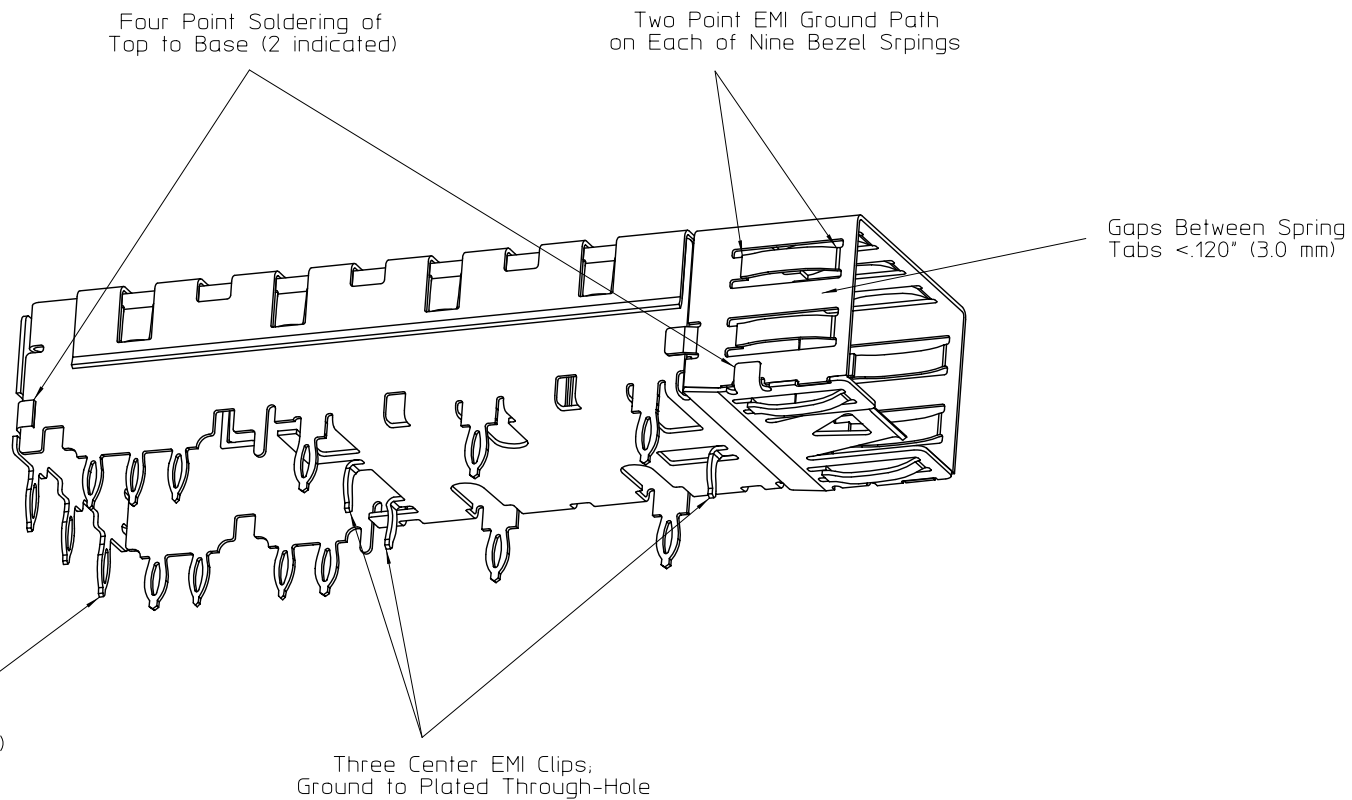 Four Point Soldering of
Top to Base (2 indicated)
Two Point EMI Ground Path
on Each of Nine Bezel Srpings
Gaps Between Spring
Tabs <.120" (3.0 mm)
)
Three Center EMI Clips;
Ground to Plated Through-Hole